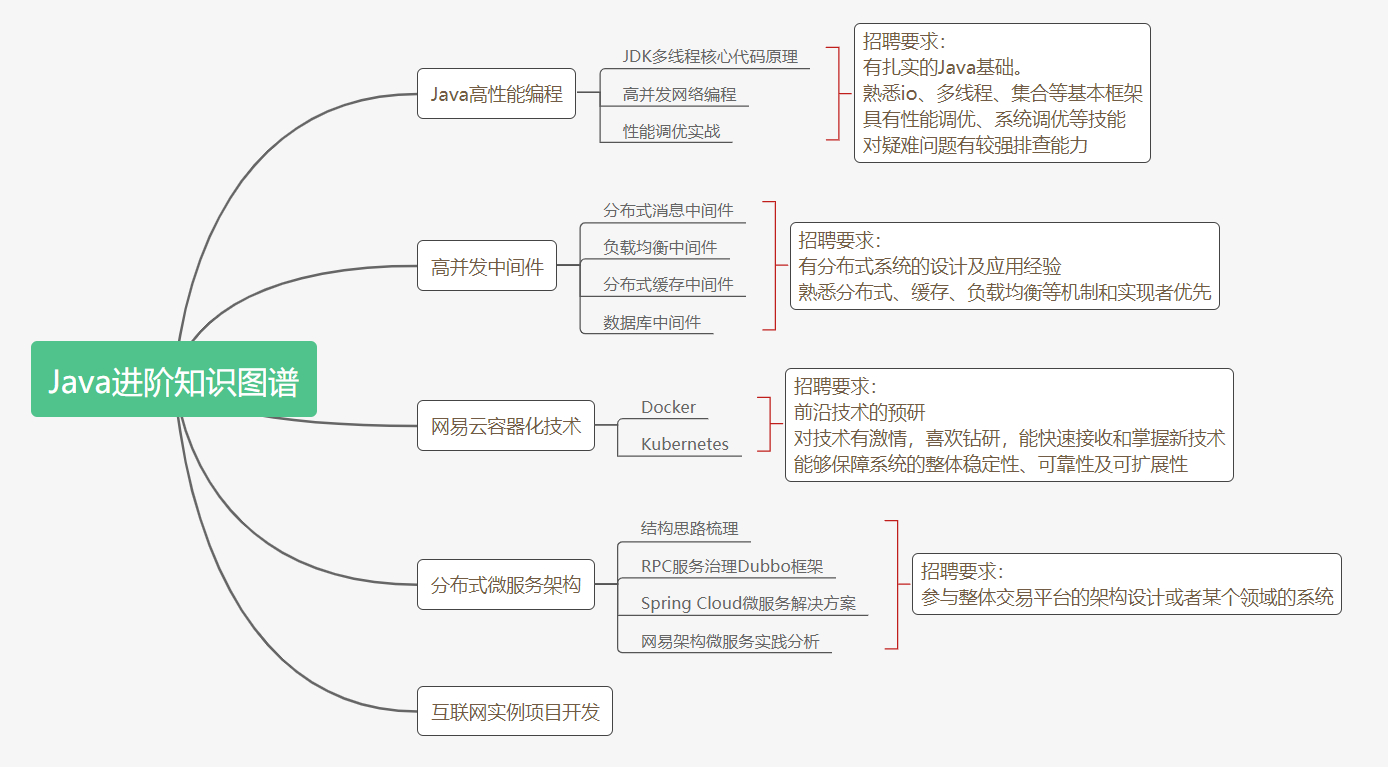 Java进阶知识图谱
Java高性能编程
JDK多线程核心代码原理
高并发网络编程
性能调优实战
招聘要求：
有扎实的Java基础。
熟悉io、多线程、集合等基本框架
具有性能调优、系统调优等技能
对疑难问题有较强排查能力
高并发中间件
分布式消息中间件
负载均衡中间件
分布式缓存中间件
数据库中间件
招聘要求：
有分布式系统的设计及应用经验
熟悉分布式、缓存、负载均衡等机制和实现者优先
网易云容器化技术
Docker
Kubernetes
招聘要求：
前沿技术的预研
对技术有激情，喜欢钻研，能快速接收和掌握新技术
能够保障系统的整体稳定性、可靠性及可扩展性
分布式微服务架构
结构思路梳理
RPC服务治理Dubbo框架
Spring Cloud微服务解决方案
网易架构微服务实践分析
招聘要求：
参与整体交易平台的架构设计或者某个领域的系统
互联网实例项目开发